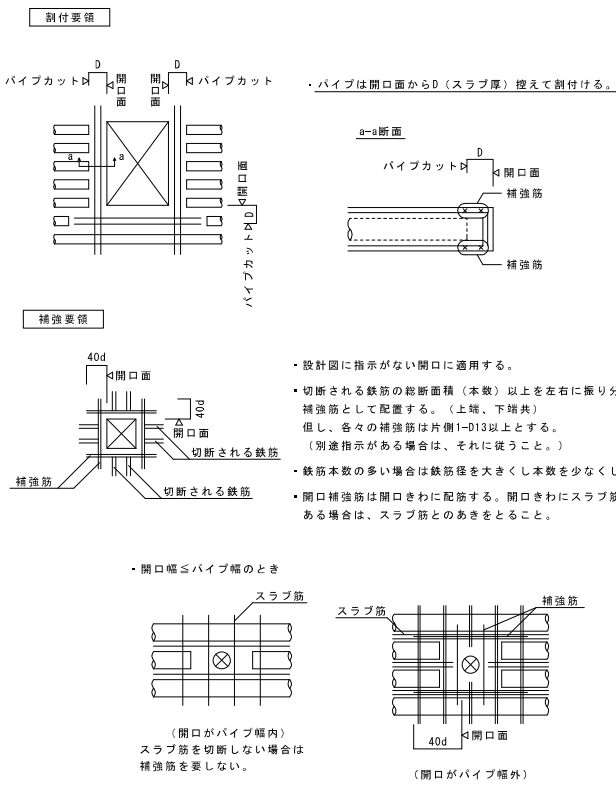 割付要領
D
D
パイプカット
開口面
開口面
パイプカット
・パイプは開口面からD（スラブ厚）控えて割付ける。
a
a
開口面
D
パイプカット
a-a断面
D
パイプカット
開口面
補強筋
補強筋
補強要領
40d
開口面
40d
開口面
切断される鉄筋
補強筋
切断される鉄筋
・設計図に指示がない開口に適用する。
・切断される鉄筋の総断面積（本数）以上を左右に振り分
補強筋として配置する。（上端、下端共）
但し、各々の補強筋は片側1-D13以上とする。
（別途指示がある場合は、それに従うこと。）
・鉄筋本数の多い場合は鉄筋径を大きくし本数を少なくし
・開口補強筋は開口きわに配筋する。開口きわにスラブ筋
ある場合は、スラブ筋とのあきをとること。
・開口幅≦パイプ幅のとき
スラブ筋
（開口がパイプ幅内）
スラブ筋を切断しない場合は
補強筋を要しない。
スラブ筋
補強筋
40d
開口面
（開口がパイプ幅外）